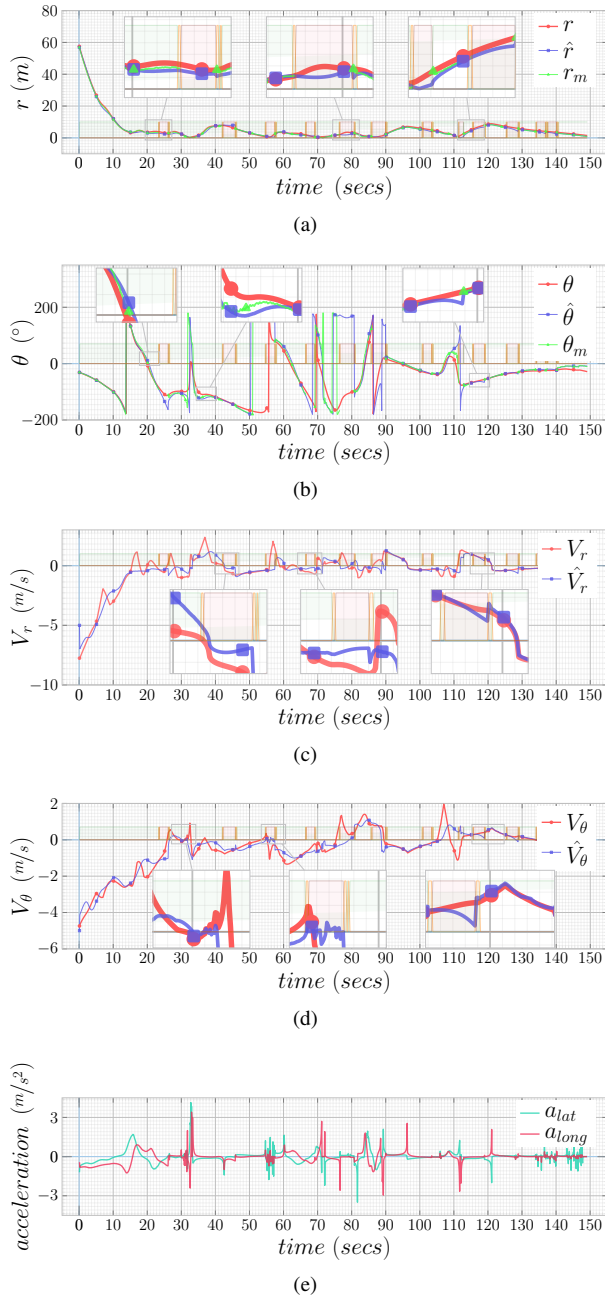 80
60
40
20
0
r (m)
r
r̂
r_m
0 10 20 30 40 50 60 70 80 90 100 110 120 130 140 150
time (secs)
(a)
200
0
−200
θ (°)
θ
θ̂
θ_m
0 10 20 30 40 50 60 70 80 90 100 110 120 130 140 150
time (secs)
(b)
0
−5
−10
V_r (m/s)
V_r
V̂_r
0 10 20 30 40 50 60 70 80 90 100 110 120 130 140 150
time (secs)
(c)
2
0
−2
−4
−6
V_θ (m/s)
V_θ
V̂_θ
0 10 20 30 40 50 60 70 80 90 100 110 120 130 140 150
time (secs)
(d)
3
0
−3
acceleration (m/s²)
a_lat
a_long
0 10 20 30 40 50 60 70 80 90 100 110 120 130 140 150
time (secs)
(e)